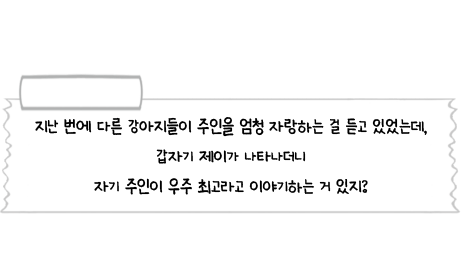 지난 번에 다른 강아지들이 주인을 엄청 자랑하는 걸 듣고 있었는데,
갑자기 제이가 나타나더니
자기 주인이 우주 최고라고 이야기하는 거 있지?